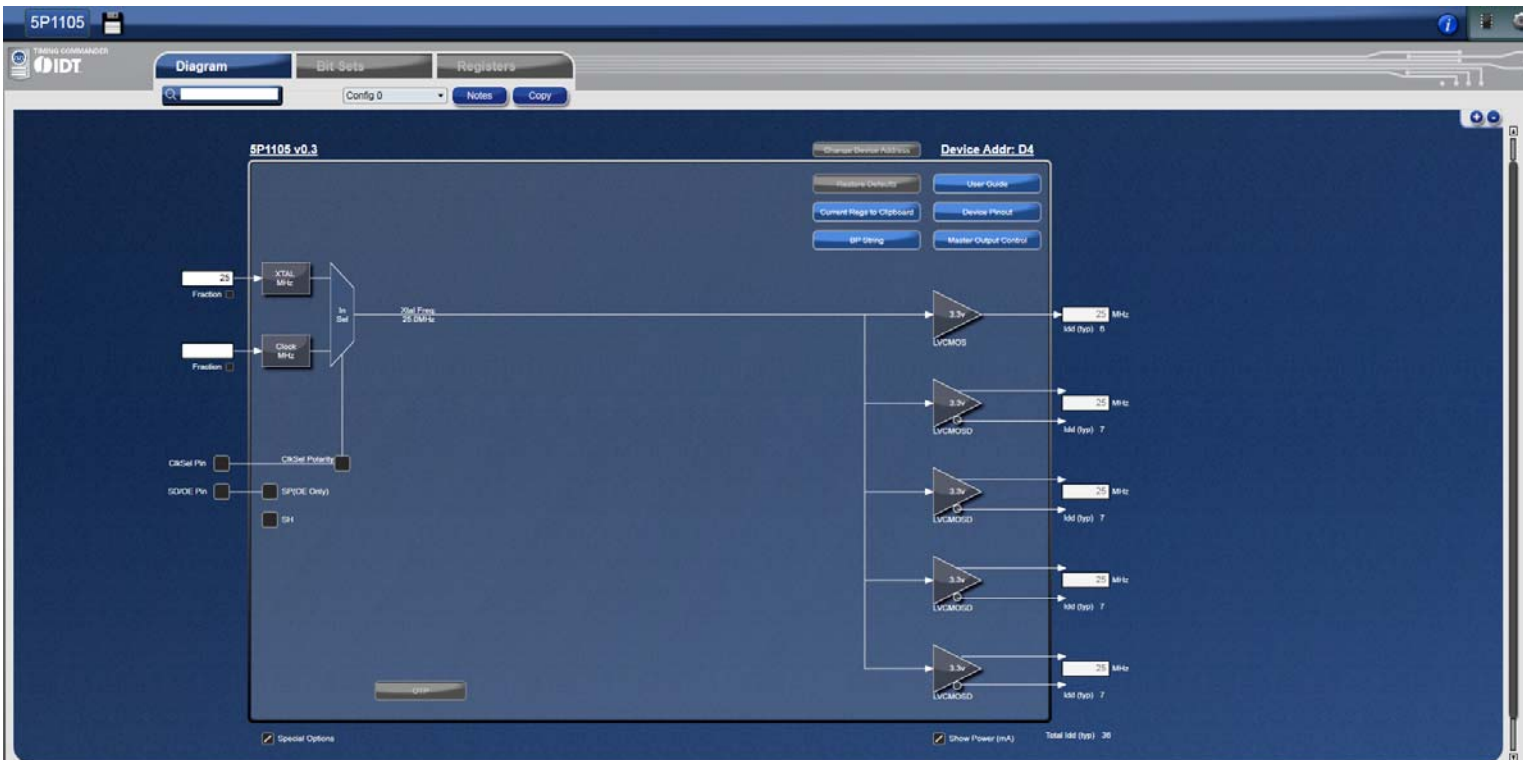 5P1105
TIMING COMMANDER
IDT
Diagram
Bit Sets
Registers
Config 0
Notes
Copy
5P1105 v0.3
Change Device Address
Device Addr: D4
Restore Defaults
User Guide
Current Regs to Clipboard
Device Pinout
BP String
Master Output Control
25
XTAL
MHz
Fraction
In
Sel
Xtal Freq
25.0MHz
Clock
MHz
Fraction
ClkSel Pin
ClkSel Polarity
SD/OE Pin
SP(OE Only)
SH
3.3v
LVCMOS
25 MHz
Idd (typ) 6
3.3v
LVCMOSD
25 MHz
Idd (typ) 7
3.3v
LVCMOSD
25 MHz
Idd (typ) 7
3.3v
LVCMOSD
25 MHz
Idd (typ) 7
3.3v
LVCMOSD
25 MHz
Idd (typ) 7
OTP
Special Options
Show Power (mA)
Total Idd (typ) 36